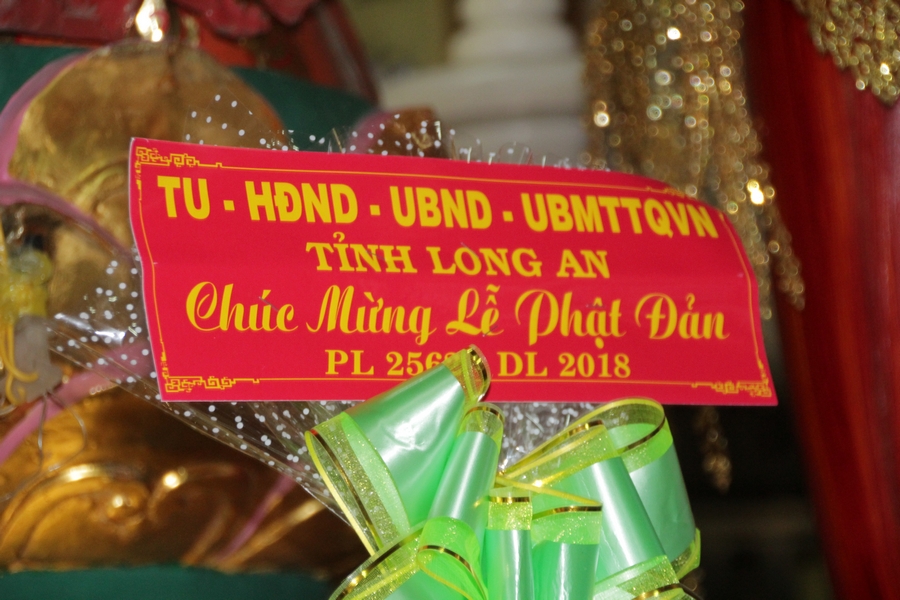 TU - HĐND - UBND - UBMTTQVN
TỈNH LONG AN
Chúc Mừng Lễ Phật Đản
PL DL 2018